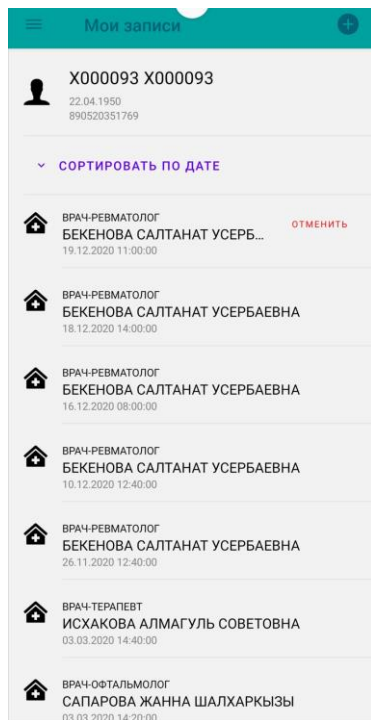 Мои записи
X000093 X000093
22.04.1950
890520351769
СОРТИРОВАТЬ ПО ДАТЕ
ВРАЧ-РЕВМАТОЛОГ
БЕКЕНОВА САЛТАНАТ УСЕРБ...
ОТМЕНИТЬ
19.12.2020 11:00:00
ВРАЧ-РЕВМАТОЛОГ
БЕКЕНОВА САЛТАНАТ УСЕРБАЕВНА
18.12.2020 14:00:00
ВРАЧ-РЕВМАТОЛОГ
БЕКЕНОВА САЛТАНАТ УСЕРБАЕВНА
16.12.2020 08:00:00
ВРАЧ-РЕВМАТОЛОГ
БЕКЕНОВА САЛТАНАТ УСЕРБАЕВНА
10.12.2020 12:40:00
ВРАЧ-РЕВМАТОЛОГ
БЕКЕНОВА САЛТАНАТ УСЕРБАЕВНА
26.11.2020 12:40:00
ВРАЧ-ТЕРАПЕВТ
ИСХАКОВА АЛМАГУЛЬ СОВЕТОВНА
03.03.2020 14:40:00
ВРАЧ-ОФТАЛЬМОЛОГ
САПАРОВА ЖАННА ШАЛХАРКЫЗЫ
03.03.2020 14:20:00